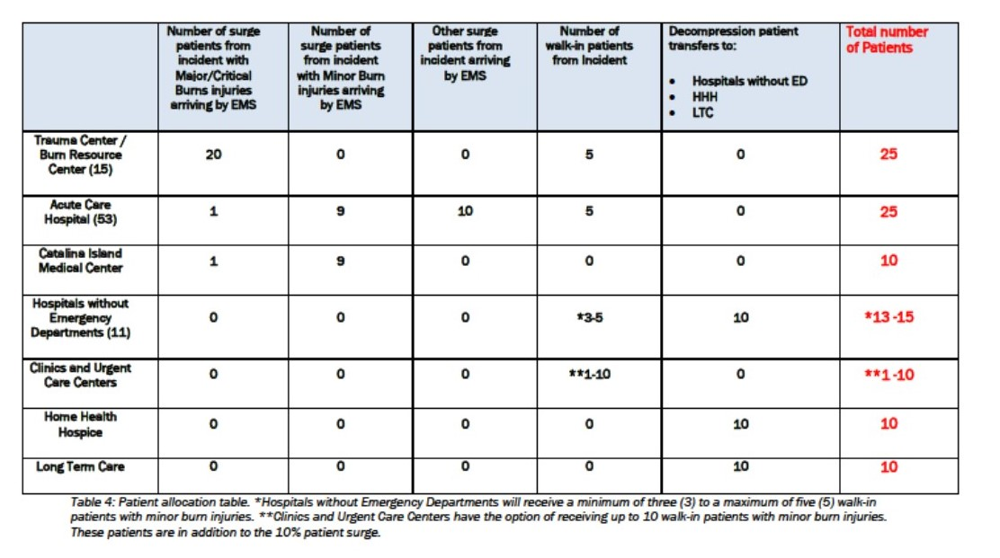 Number of surge
patients from
incident with
Major/Critical
Burns injuries
arriving by EMS
Number of
surge patients
from incident
with Minor Burn
injuries arriving
by EMS
Other surge
patients from
incident arriving
by EMS
Number of
walk-in patients
from Incident
Decompression patient
transfers to:
• Hospitals without ED
• HHH
• LTC
Total number
of Patients
Trauma Center /
Burn Resource
Center (15)
20
0
0
5
0
25
Acute Care
Hospital (53)
1
9
10
5
0
25
Catalina Island
Medical Center
1
9
0
0
0
10
Hospitals without
Emergency
Departments (11)
0
0
0
*3-5
10
*13 -15
Clinics and Urgent
Care Centers
0
0
0
**1-10
0
**1 -10
Home Health
Hospice
0
0
0
0
10
10
Long Term Care
0
0
0
0
10
10
Table 4: Patient allocation table. *Hospitals without Emergency Departments will receive a minimum of three (3) to a maximum of five (5) walk-in
patients with minor burn injuries. **Clinics and Urgent Care Centers have the option of receiving up to 10 walk-in patients with minor burn injuries.
These patients are in addition to the 10% patient surge.